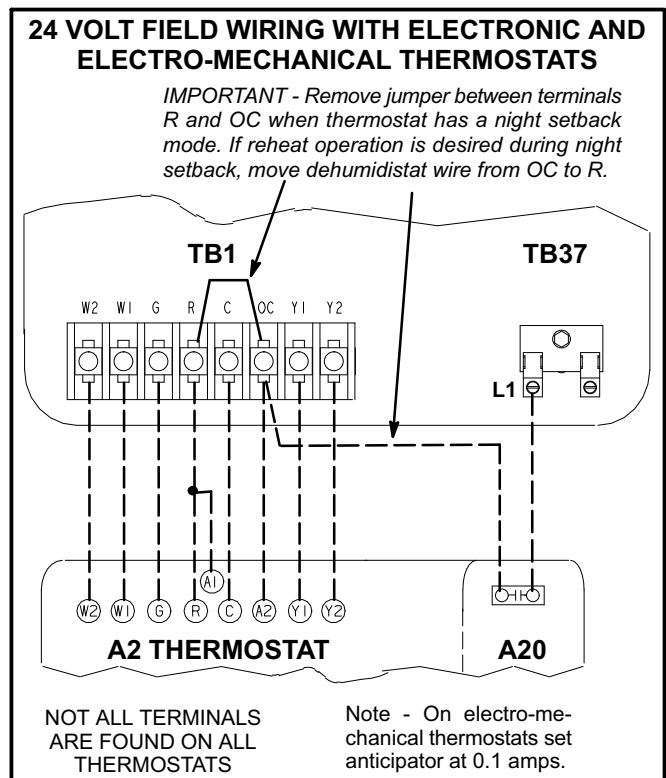 24 VOLT FIELD WIRING WITH ELECTRONIC AND
ELECTRO-MECHANICAL THERMOSTATS
IMPORTANT - Remove jumper between terminals
R and OC when thermostat has a night setback
mode. If reheat operation is desired during night
setback, move dehumidistat wire from OC to R.
TB1
TB37
W2 W1 G R C OC Y1 Y2
L1
A1
W2 W1 G R C A2 Y1 Y2
A2 THERMOSTAT
A20
NOT ALL TERMINALS
ARE FOUND ON ALL
THERMOSTATS
Note - On electro-me-
chanical thermostats set
anticipator at 0.1 amps.